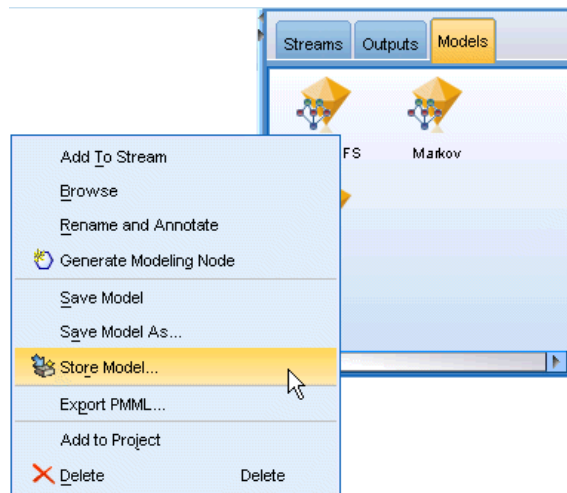 Streams Outputs Models
FS Markov
Add To Stream
Browse
Rename and Annotate
Generate Modeling Node
Save Model
Save Model As...
Store Model...
Export PMML...
Add to Project
Delete Delete